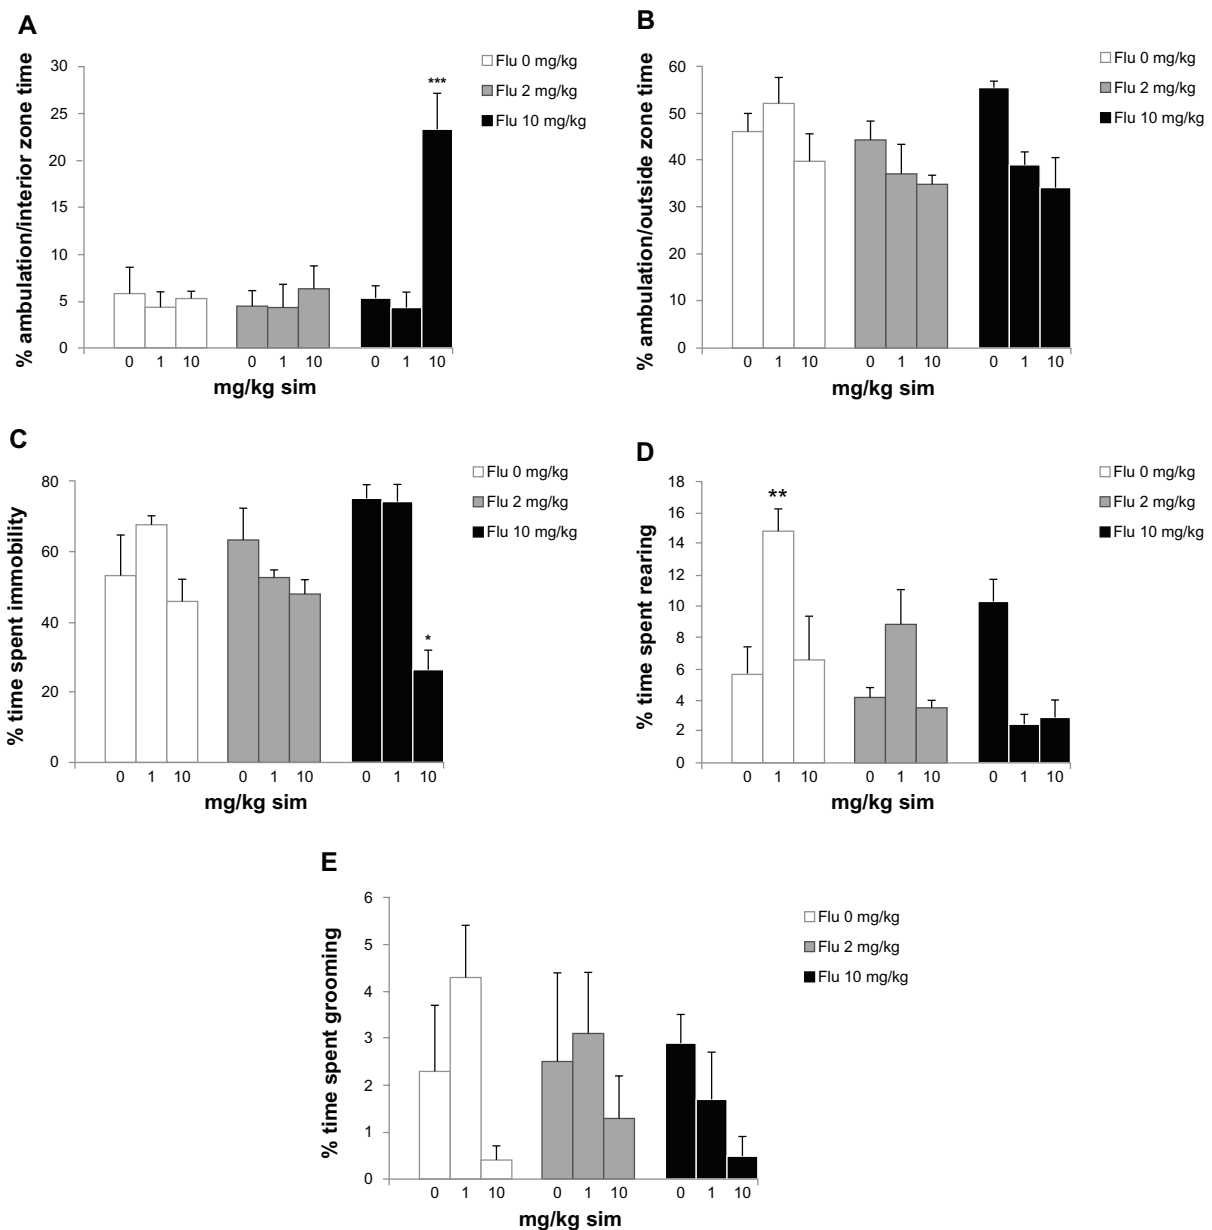 A
% ambulation/interior zone time
30
25
20
15
10
5
0
***
0 1 10 0 1 10 0 1 10
mg/kg sim
Flu 0 mg/kg
Flu 2 mg/kg
Flu 10 mg/kg
B
% ambulation/outside zone time
60
50
40
30
20
10
0
0 1 10 0 1 10 0 1 10
mg/kg sim
Flu 0 mg/kg
Flu 2 mg/kg
Flu 10 mg/kg
C
% time spent immobility
80
60
40
20
0
*
0 1 10 0 1 10 0 1 10
mg/kg sim
Flu 0 mg/kg
Flu 2 mg/kg
Flu 10 mg/kg
D
% time spent rearing
18
16
14
12
10
8
6
4
2
0
**
0 1 10 0 1 10 0 1 10
mg/kg sim
Flu 0 mg/kg
Flu 2 mg/kg
Flu 10 mg/kg
E
% time spent grooming
6
5
4
3
2
1
0
0 1 10 0 1 10 0 1 10
mg/kg sim
Flu 0 mg/kg
Flu 2 mg/kg
Flu 10 mg/kg